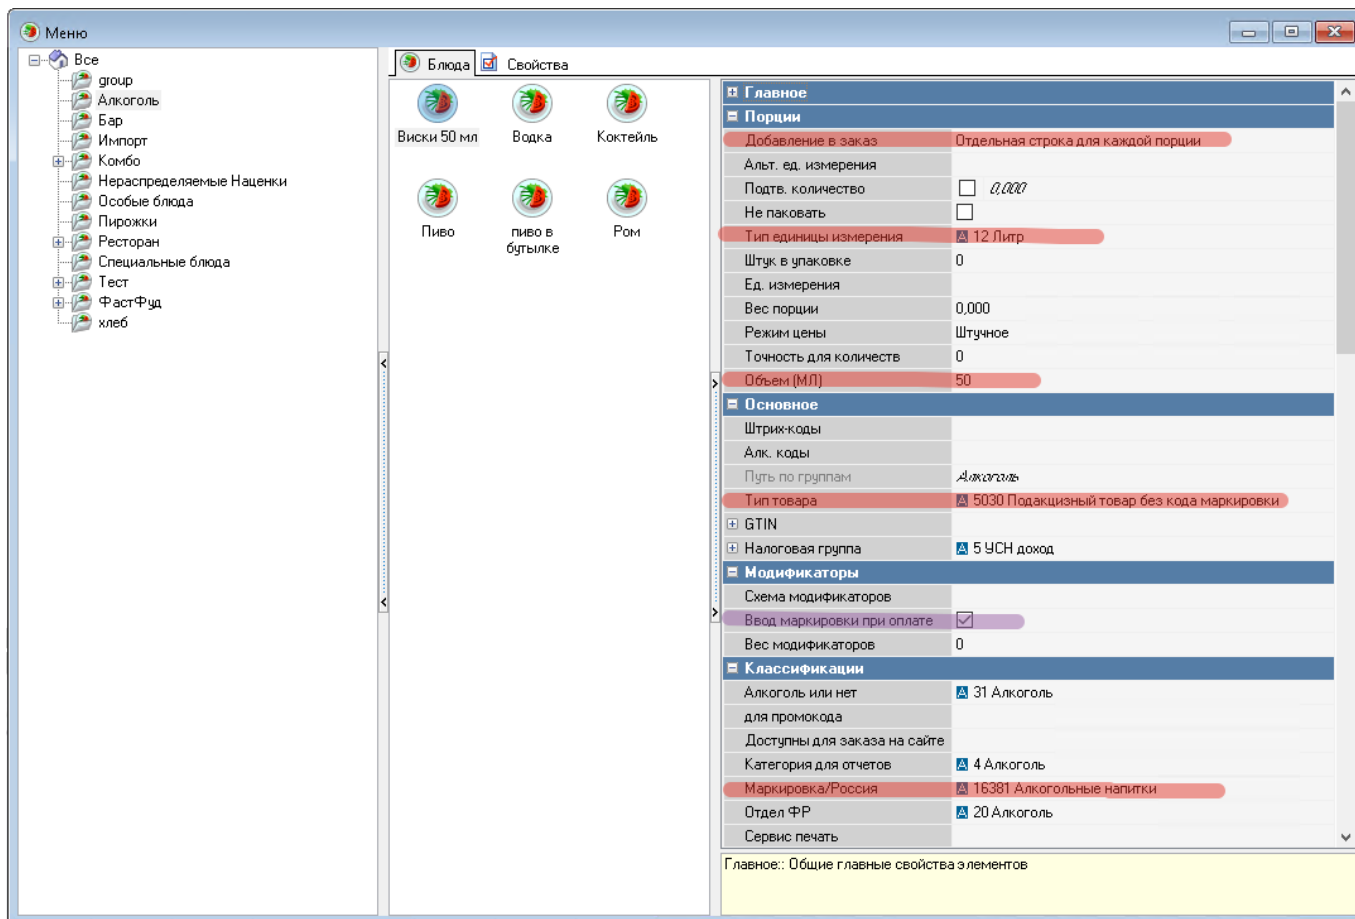 Меню
Все
group
Алкоголь
Бар
Импорт
Комбо
Нераспределяемые Наценки
Особые блюда
Пирожки
Ресторан
Специальные блюда
Тест
ФастФуд
хлеб
Блюда Свойства
Виски 50 мл Водка Коктейль
Пиво пиво в бутылке Ром
Главное
Порции
Добавление в заказ Отдельная строка для каждой порции
Альт. ед. измерения
Подтв. количество 0,000
Не паковать
Тип единицы измерения A 12 Литр
Штук в упаковке 0
Ед. измерения
Вес порции 0,000
Режим цены Штучное
Точность для количеств 0
Объем (МЛ) 50
Основное
Штрих-коды
Алк. коды
Путь по группам Алкоголь
Тип товара A 5030 Подакцизный товар без кода маркировки
GTIN
Налоговая группа A 5 УСН доход
Модификаторы
Схема модификаторов
Ввод маркировки при оплате
Вес модификаторов 0
Классификации
Алкоголь или нет A 31 Алкоголь
для промокода
Доступны для заказа на сайте
Категория для отчетов A 4 Алкоголь
Маркировка/Россия A 16381 Алкогольные напитки
Отдел ФР A 20 Алкоголь
Сервис печать
Главное:: Общие главные свойства элементов